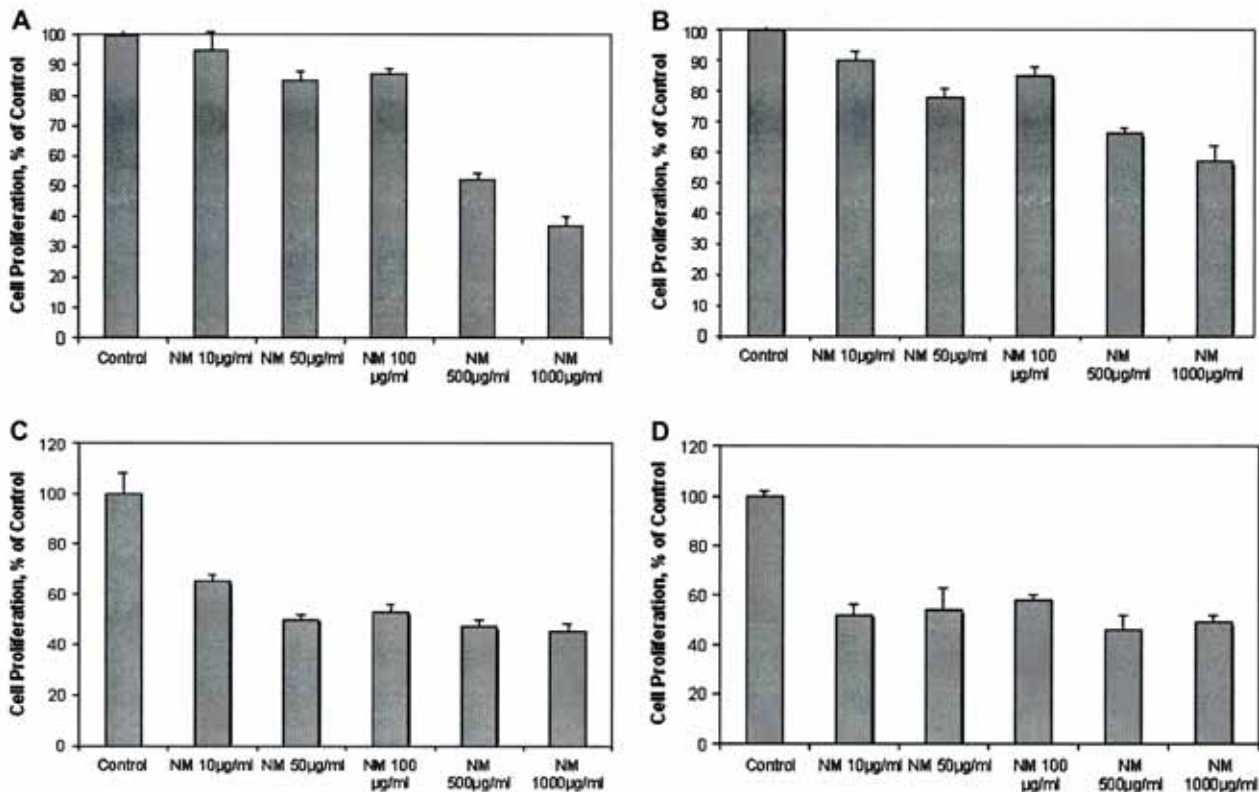 A
Cell Proliferation, % of Control
100
90
80
70
60
50
40
30
20
10
0
Control
NM 10µg/ml
NM 50µg/ml
NM 100
µg/ml
NM
500µg/ml
NM
1000µg/ml
B
Cell Proliferation, % of Control
100
90
80
70
60
50
40
30
20
10
0
Control
NM 10µg/ml
NM 50µg/ml
NM 100
µg/ml
NM
500µg/ml
NM
1000µg/ml
C
Cell Proliferation, % of Control
120
100
80
60
40
20
0
Control
NM 10µg/ml
NM 50µg/ml
NM 100
µg/ml
NM
500µg/ml
NM
1000µg/ml
D
Cell Proliferation, % of Control
120
100
80
60
40
20
0
Control
NM 10µg/ml
NM 50µg/ml
NM 100
µg/ml
NM
500µg/ml
NM
1000µg/ml